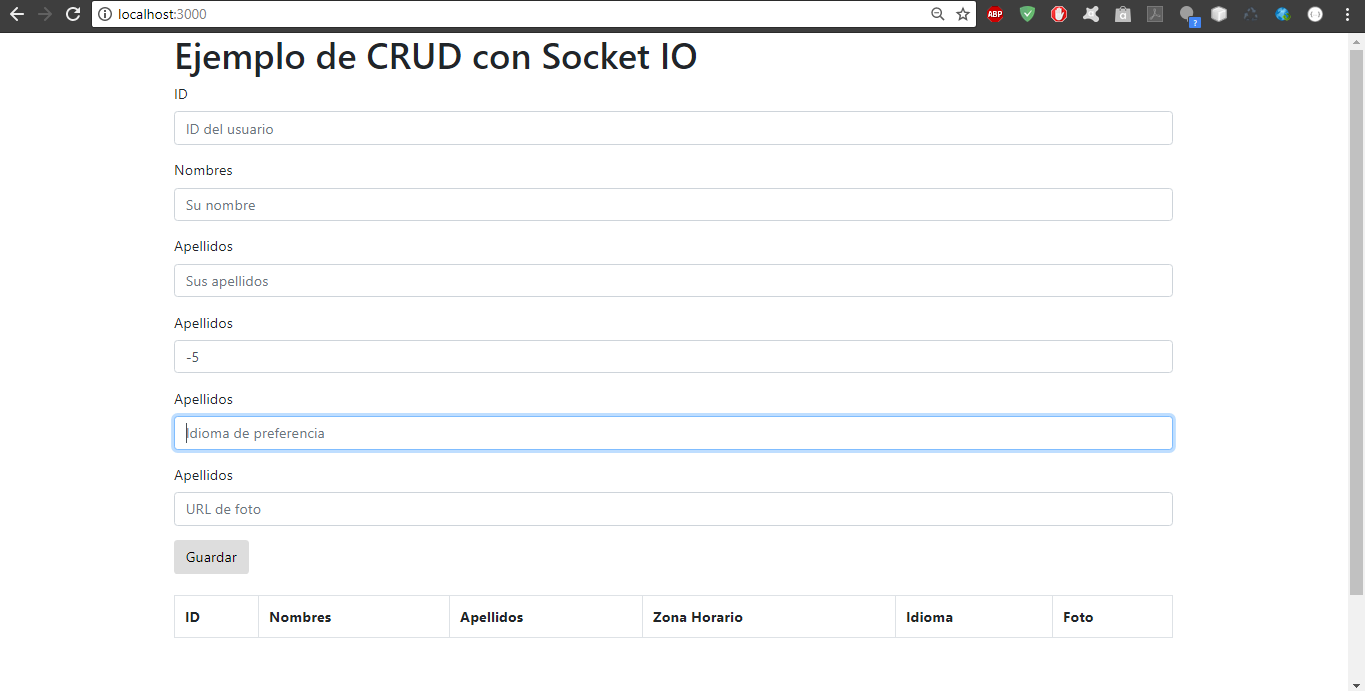 localhost:3000
ABP
?
Ejemplo de CRUD con Socket IO
ID
ID del usuario
Nombres
Su nombre
Apellidos
Sus apellidos
Apellidos
-5
Apellidos
Idioma de preferencia
Apellidos
URL de foto
Guardar
ID Nombres Apellidos Zona Horario Idioma Foto